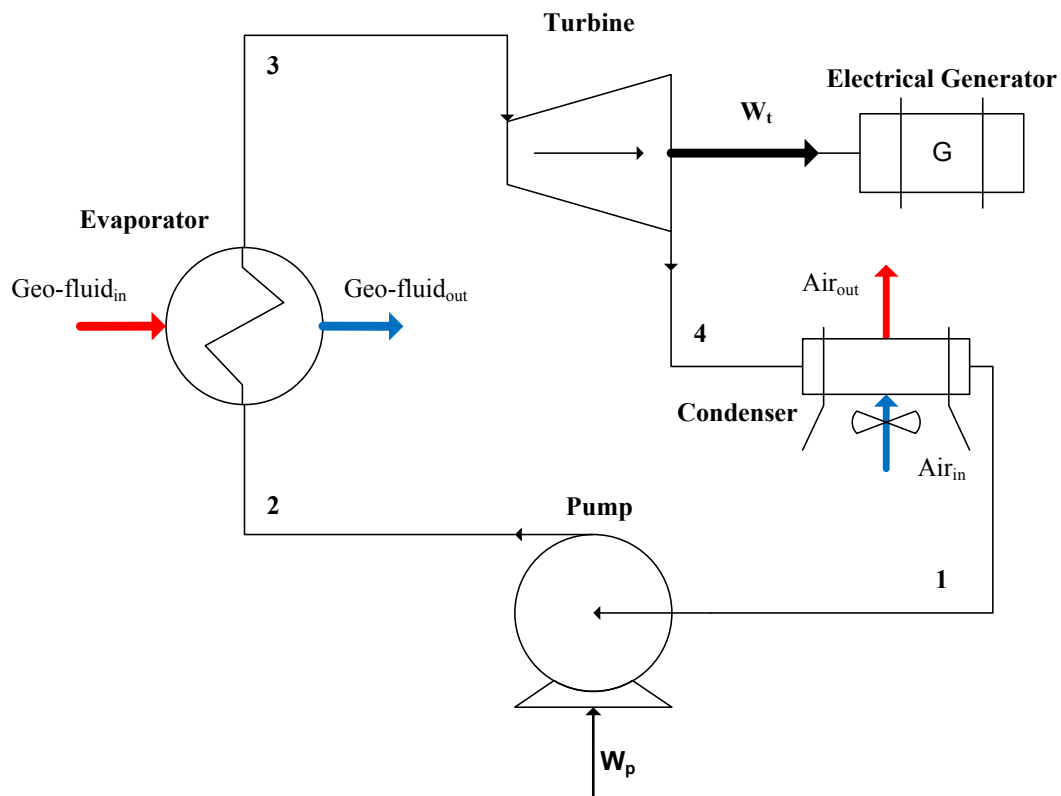 Turbine
3
Electrical Generator
Wt
G
Evaporator
Geo-fluidin
Geo-fluidout
Airout
4
Condenser
Airin
2
Pump
1
Wp